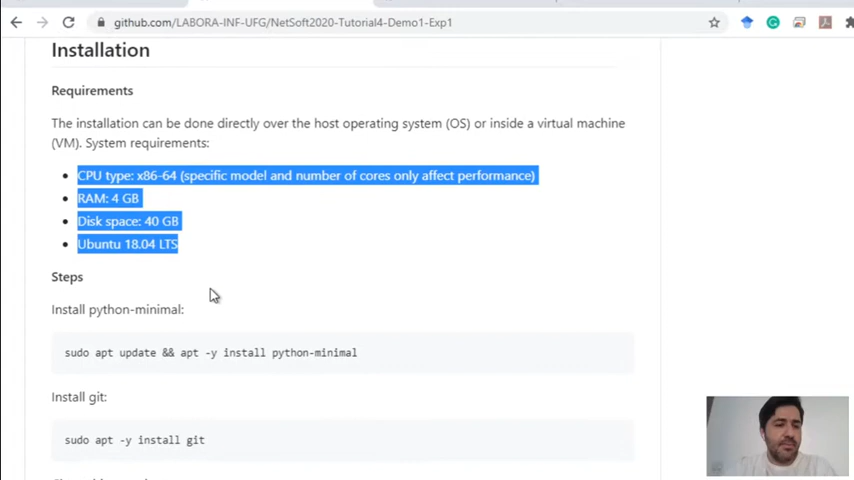 github.com/LABORA-INF-UFG/NetSoft2020-Tutorial4-Demo1-Exp1
Installation
Requirements
The installation can be done directly over the host operating system (OS) or inside a virtual machine
(VM). System requirements:
CPU type: x86-64 (specific model and number of cores only affect performance)
RAM: 4 GB
Disk space: 40 GB
Ubuntu 18.04 LTS
Steps
Install python-minimal:
sudo apt update && apt -y install python-minimal
Install git:
sudo apt -y install git